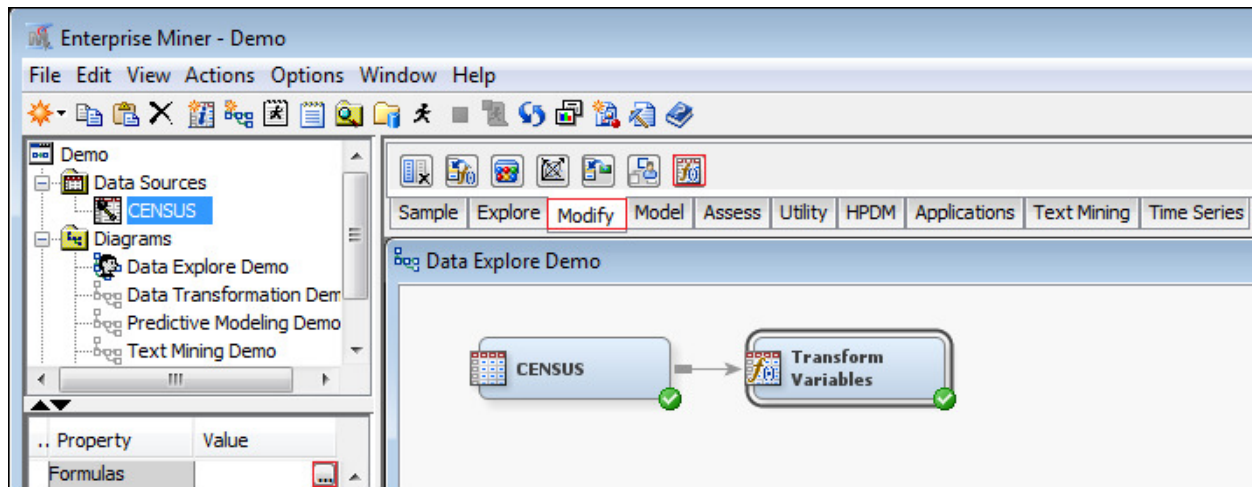 Enterprise Miner - Demo
File Edit View Actions Options Window Help
Demo
Data Sources
CENSUS
Diagrams
Data Explore Demo
Data Transformation Dem
Predictive Modeling Demo
Text Mining Demo
Sample Explore Modify Model Assess Utility HPDM Applications Text Mining Time Series
Data Explore Demo
CENSUS
Transform
Variables
.. Property Value
Formulas ...